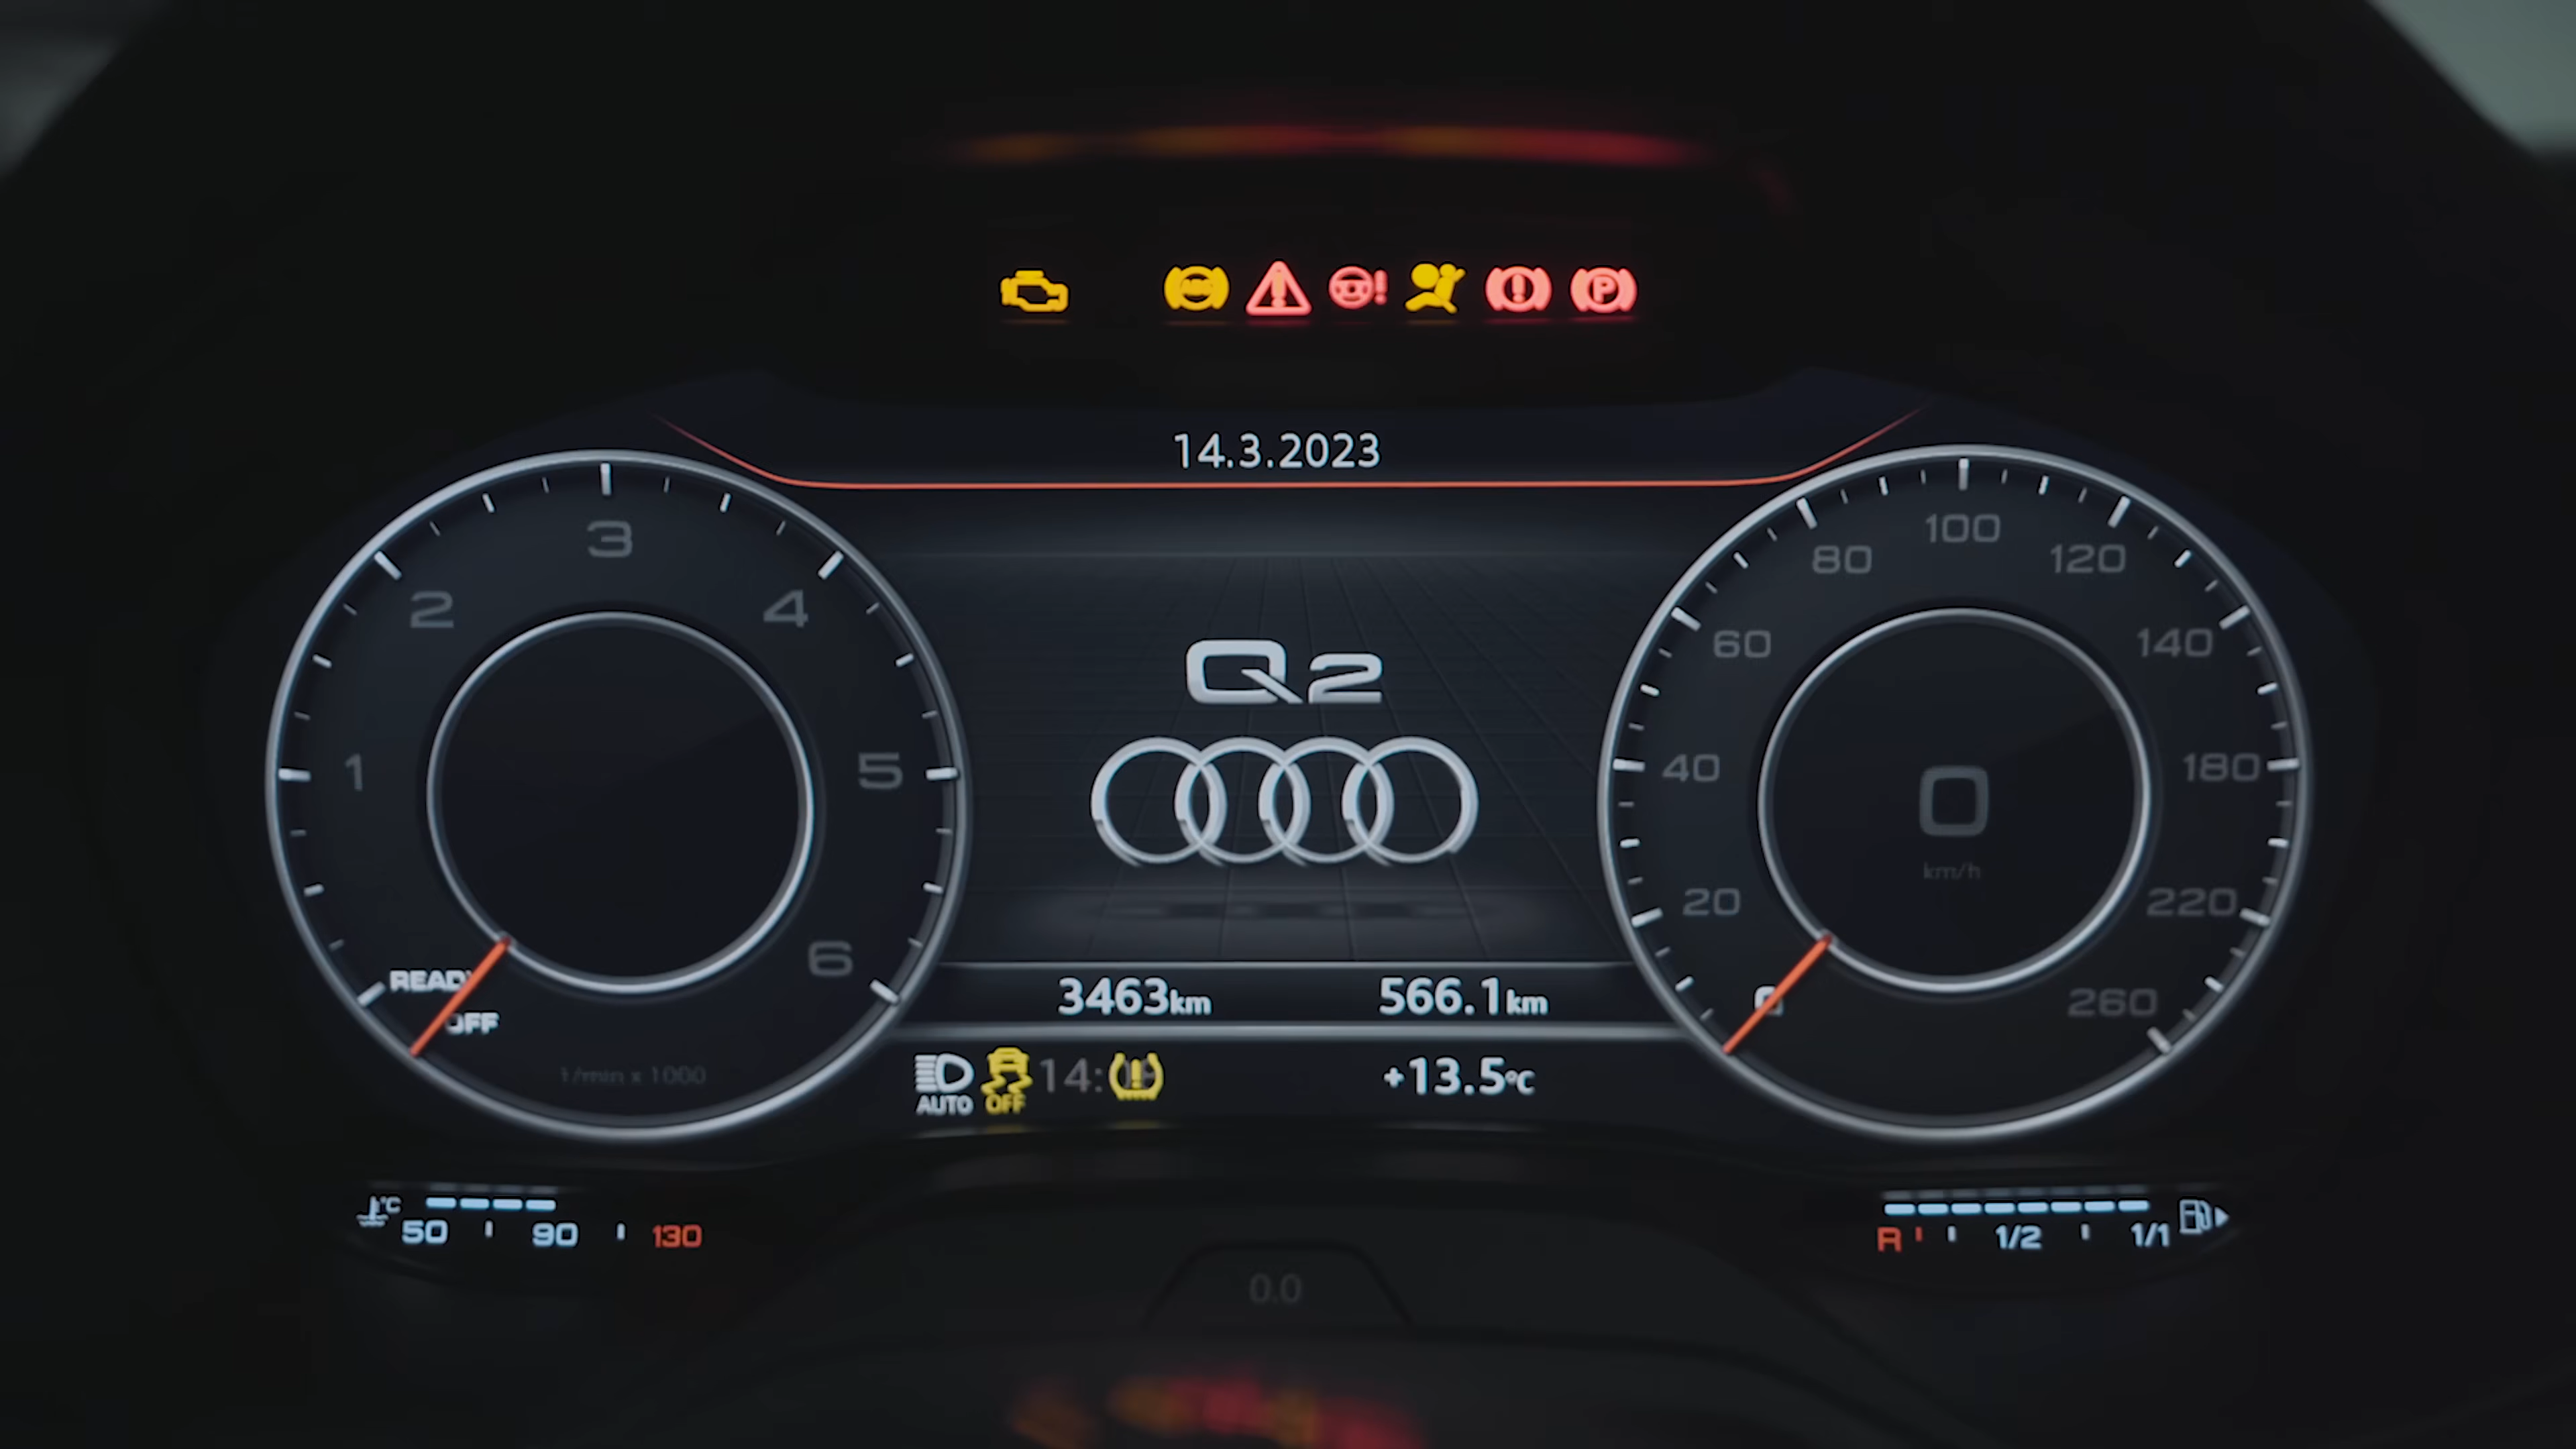 ABS
P
14.3.2023
1
2
3
4
5
6
READY
OFF
1/min x 1000
Q2
20
40
60
80
100
120
140
180
220
260
0
km/h
3463km 566.1km
AUTO OFF +13.5°C
°C
50 90 130
R 1/2 1/1
0.0